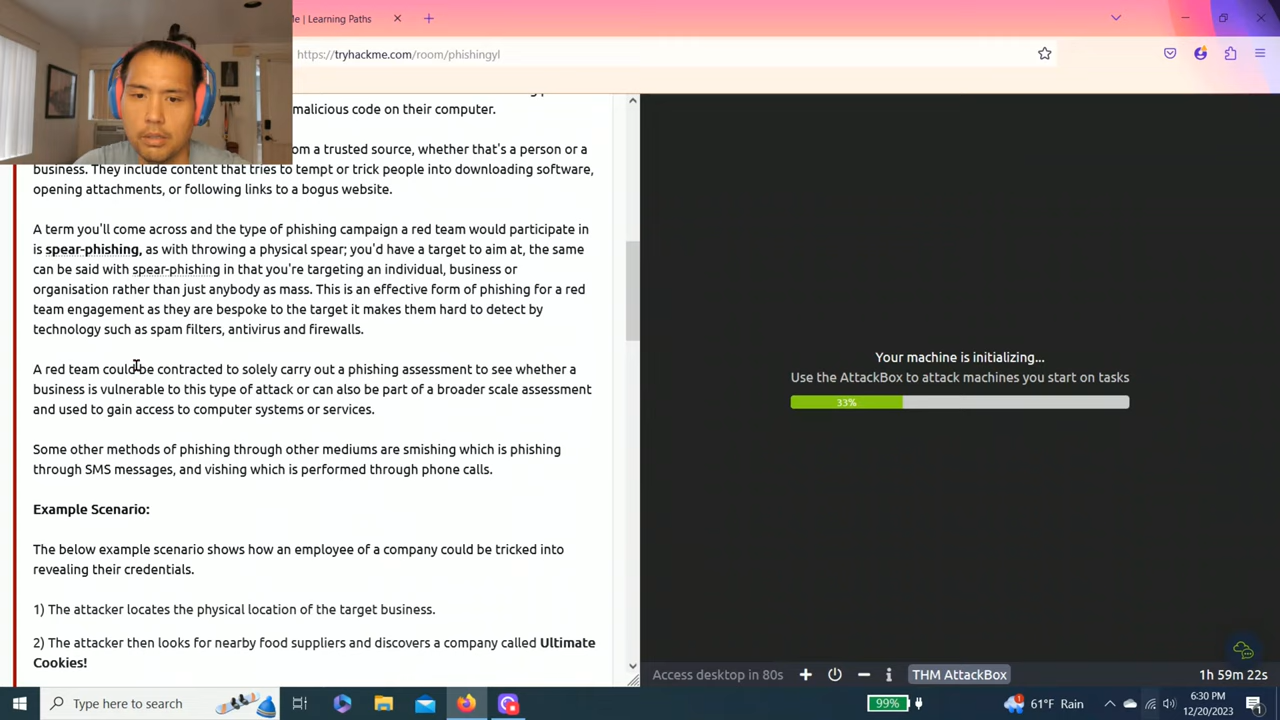 Me | Learning Paths
https://tryhackme.com/room/phishingyl
malicious code on their computer.
om a trusted source, whether that's a person or a
business. They include content that tries to tempt or trick people into downloading software,
opening attachments, or following links to a bogus website.
A term you'll come across and the type of phishing campaign a red team would participate in
is spear-phishing, as with throwing a physical spear; you'd have a target to aim at, the same
can be said with spear-phishing in that you're targeting an individual, business or
organisation rather than just anybody as mass. This is an effective form of phishing for a red
team engagement as they are bespoke to the target it makes them hard to detect by
technology such as spam filters, antivirus and firewalls.
A red team could be contracted to solely carry out a phishing assessment to see whether a
business is vulnerable to this type of attack or can also be part of a broader scale assessment
and used to gain access to computer systems or services.
Some other methods of phishing through other mediums are smishing which is phishing
through SMS messages, and vishing which is performed through phone calls.
Example Scenario:
The below example scenario shows how an employee of a company could be tricked into
revealing their credentials.
1) The attacker locates the physical location of the target business.
2) The attacker then looks for nearby food suppliers and discovers a company called Ultimate
Cookies!
Your machine is initializing...
Use the AttackBox to attack machines you start on tasks
33%
Access desktop in 80s
THM AttackBox
1h 59m 22s
Type here to search
99%
1
61°F Rain
6:30 PM
12/20/2023
1